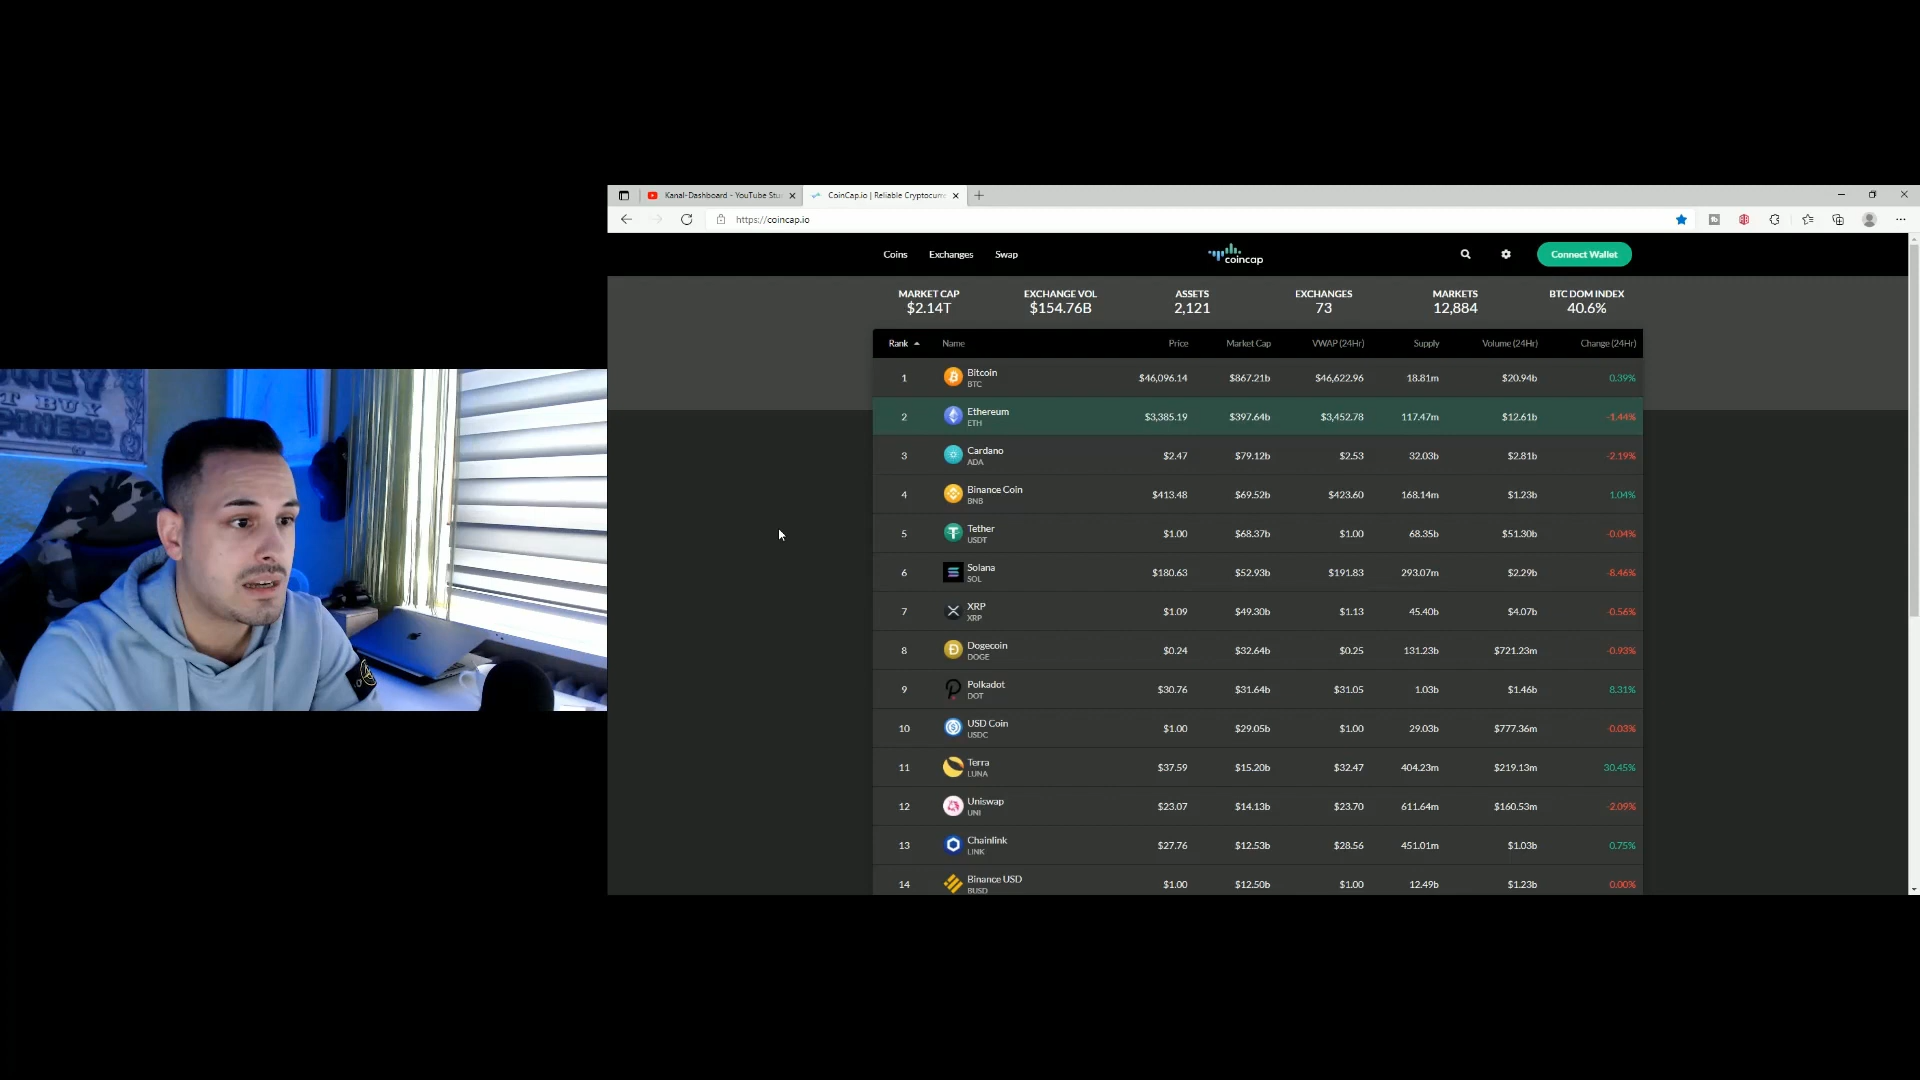 Kanal-Dashboard - YouTube Stu
CoinCap.io | Reliable Cryptocurre
https://coincap.io
Coins Exchanges Swap
coincap
Connect Wallet
MARKET CAP EXCHANGE VOL ASSETS EXCHANGES MARKETS BTC DOM INDEX
$2.14T $154.76B 2,121 73 12,884 40.6%
Rank Name Price Market Cap VWAP (24Hr) Supply Volume (24Hr) Change (24Hr)
1 Bitcoin $46,096.14 $867.21b $46,622.96 18.81m $20.94b 0.39%
BTC
2 Ethereum $3,385.19 $397.64b $3,452.78 117.47m $12.61b -1.44%
ETH
3 Cardano $2.47 $79.12b $2.53 32.03b $2.81b -2.19%
ADA
4 Binance Coin $413.48 $69.52b $423.60 168.14m $1.23b 1.04%
BNB
5 Tether $1.00 $68.37b $1.00 68.35b $51.30b -0.04%
USDT
6 Solana $180.63 $52.93b $191.83 293.07m $2.29b -8.46%
SOL
7 XRP $1.09 $49.30b $1.13 45.40b $4.07b -0.56%
XRP
8 Dogecoin $0.24 $32.64b $0.25 131.23b $721.23m -0.93%
DOGE
9 Polkadot $30.76 $31.64b $31.05 1.03b $1.46b 8.31%
DOT
10 USD Coin $1.00 $29.05b $1.00 29.03b $777.36m -0.03%
USDC
11 Terra $37.59 $15.20b $32.47 404.23m $219.13m 30.45%
LUNA
12 Uniswap $23.07 $14.13b $23.70 611.64m $160.53m -2.09%
UNI
13 Chainlink $27.76 $12.53b $28.56 451.01m $1.03b 0.75%
LINK
14 Binance USD $1.00 $12.50b $1.00 12.49b $1.23b 0.00%
BUSD